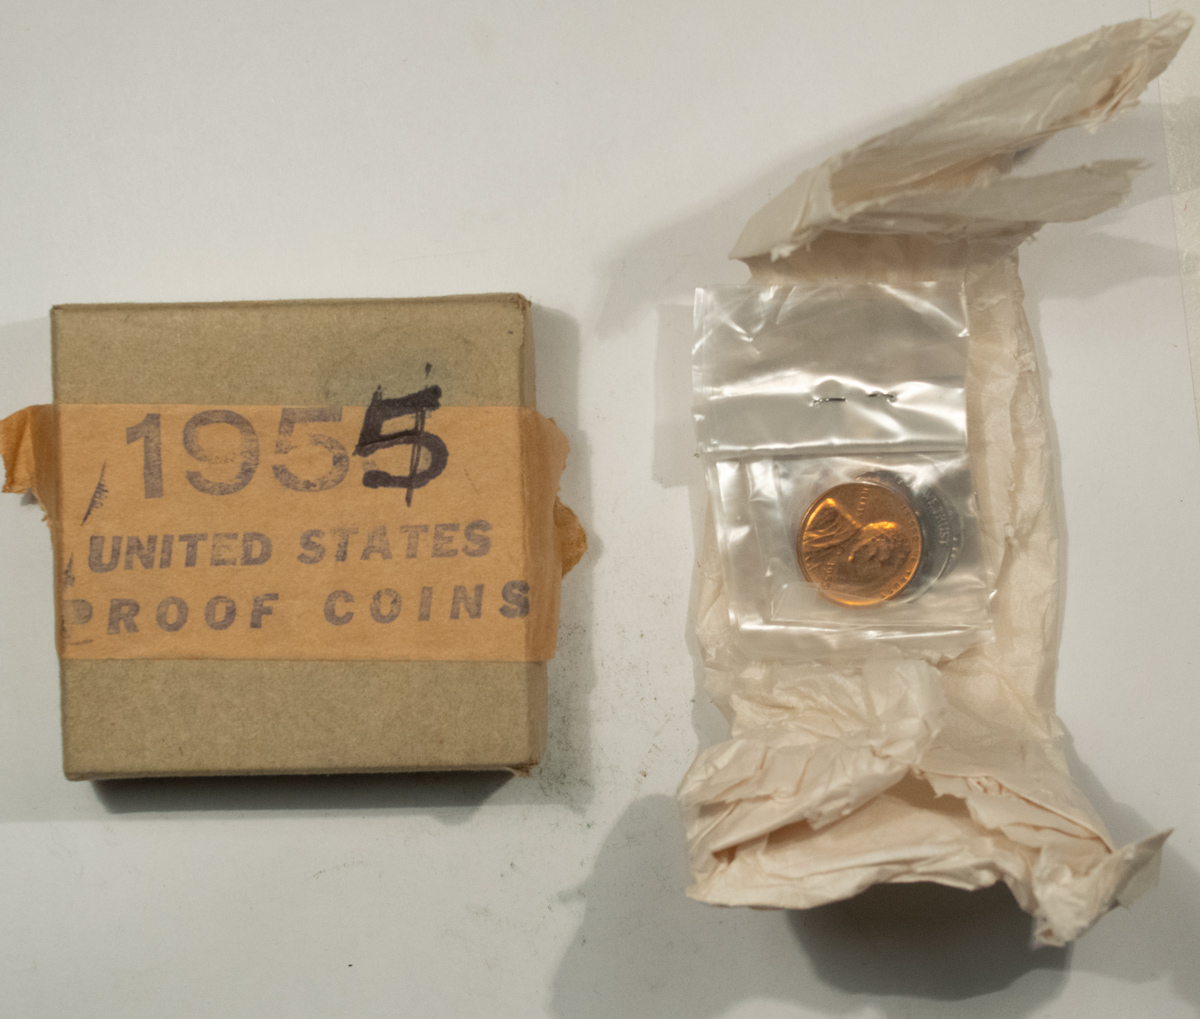 1955
UNITED STATES
PROOF COINS